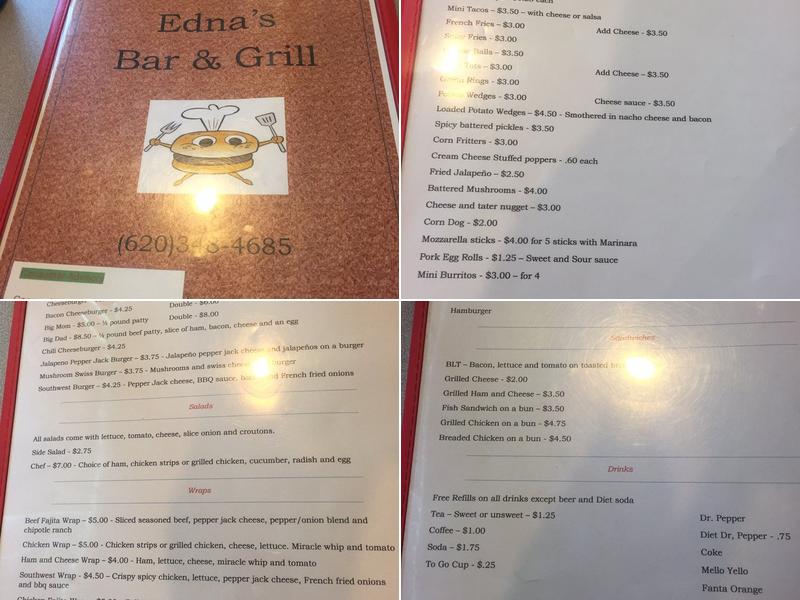 Edna's
Bar & Grill
(620)3 -4685
Mini Tacos – $3.50 – with cheese or salsa
French Fries - $3.00
Add Cheese - $3.50
Fries - $3.00
Balls – $3.50
Tots – $3.00
Add Cheese – $3.50
Rings - $3.00
Wedges - $3.00
Cheese sauce - $3.50
Loaded Potato Wedges – $4.50 - Smothered in nacho cheese and bacon
Spicy battered pickles - $3.50
Corn Fritters - $3.00
Cream Cheese Stuffed poppers - .60 each
Fried Jalapeño – $2.50
Battered Mushrooms - $4.00
Cheese and tater nugget – $3.00
Corn Dog - $2.00
Mozzarella sticks - $4.00 for 5 sticks with Marinara
Pork Egg Rolls - $1.25 – Sweet and Sour sauce
Mini Burritos - $3.00 – for 4
Cheeseburger
Double - $6.00
Bacon Cheeseburger - $4.25
Double - $8.00
Big Mom - $5.00 – ¼ pound patty
Big Dad - $8.50 – ½ pound beef patty, slice of ham, bacon, cheese and an egg
Chili Cheeseburger - $4.25
Jalapeno Pepper Jack Burger – $3.75 - Jalapeño pepper jack cheese and jalapeños on a burger
Mushroom Swiss Burger – $3.75 - Mushrooms and swiss cheese burger
Southwest Burger – $4.25 - Pepper Jack cheese, BBQ sauce, and French fried onions
Salads
All salads come with lettuce, tomato, cheese, slice onion and croutons.
Side Salad - $2.75
Chef – $7.00 - Choice of ham, chicken strips or grilled chicken, cucumber, radish and egg
Wraps
Beef Fajita Wrap – $5.00 - Sliced seasoned beef, pepper jack cheese, pepper/onion blend and
chipotle ranch
Chicken Wrap – $5.00 - Chicken strips or grilled chicken, cheese, lettuce. Miracle whip and tomato
Ham and Cheese Wrap – $4.00 - Ham, lettuce, cheese, miracle whip and tomato
Southwest Wrap - $4.50 – Crispy spicy chicken, lettuce, pepper jack cheese, French fried onions
and bbq sauce
Hamburger
Sandwiches
BLT – Bacon, lettuce and tomato on toasted
Grilled Cheese - $2.00
Grilled Ham and Cheese – $3.50
Fish Sandwich on a bun – $3.50
Grilled Chicken on a bun – $4.75
Breaded Chicken on a bun – $4.50
Drinks
Free Refills on all drinks except beer and Diet soda
Tea – Sweet or unsweet – $1.25
Coffee – $1.00
Soda – $1.75
To Go Cup – $.25
Dr. Pepper
Diet Dr, Pepper - .75
Coke
Mello Yello
Fanta Orange